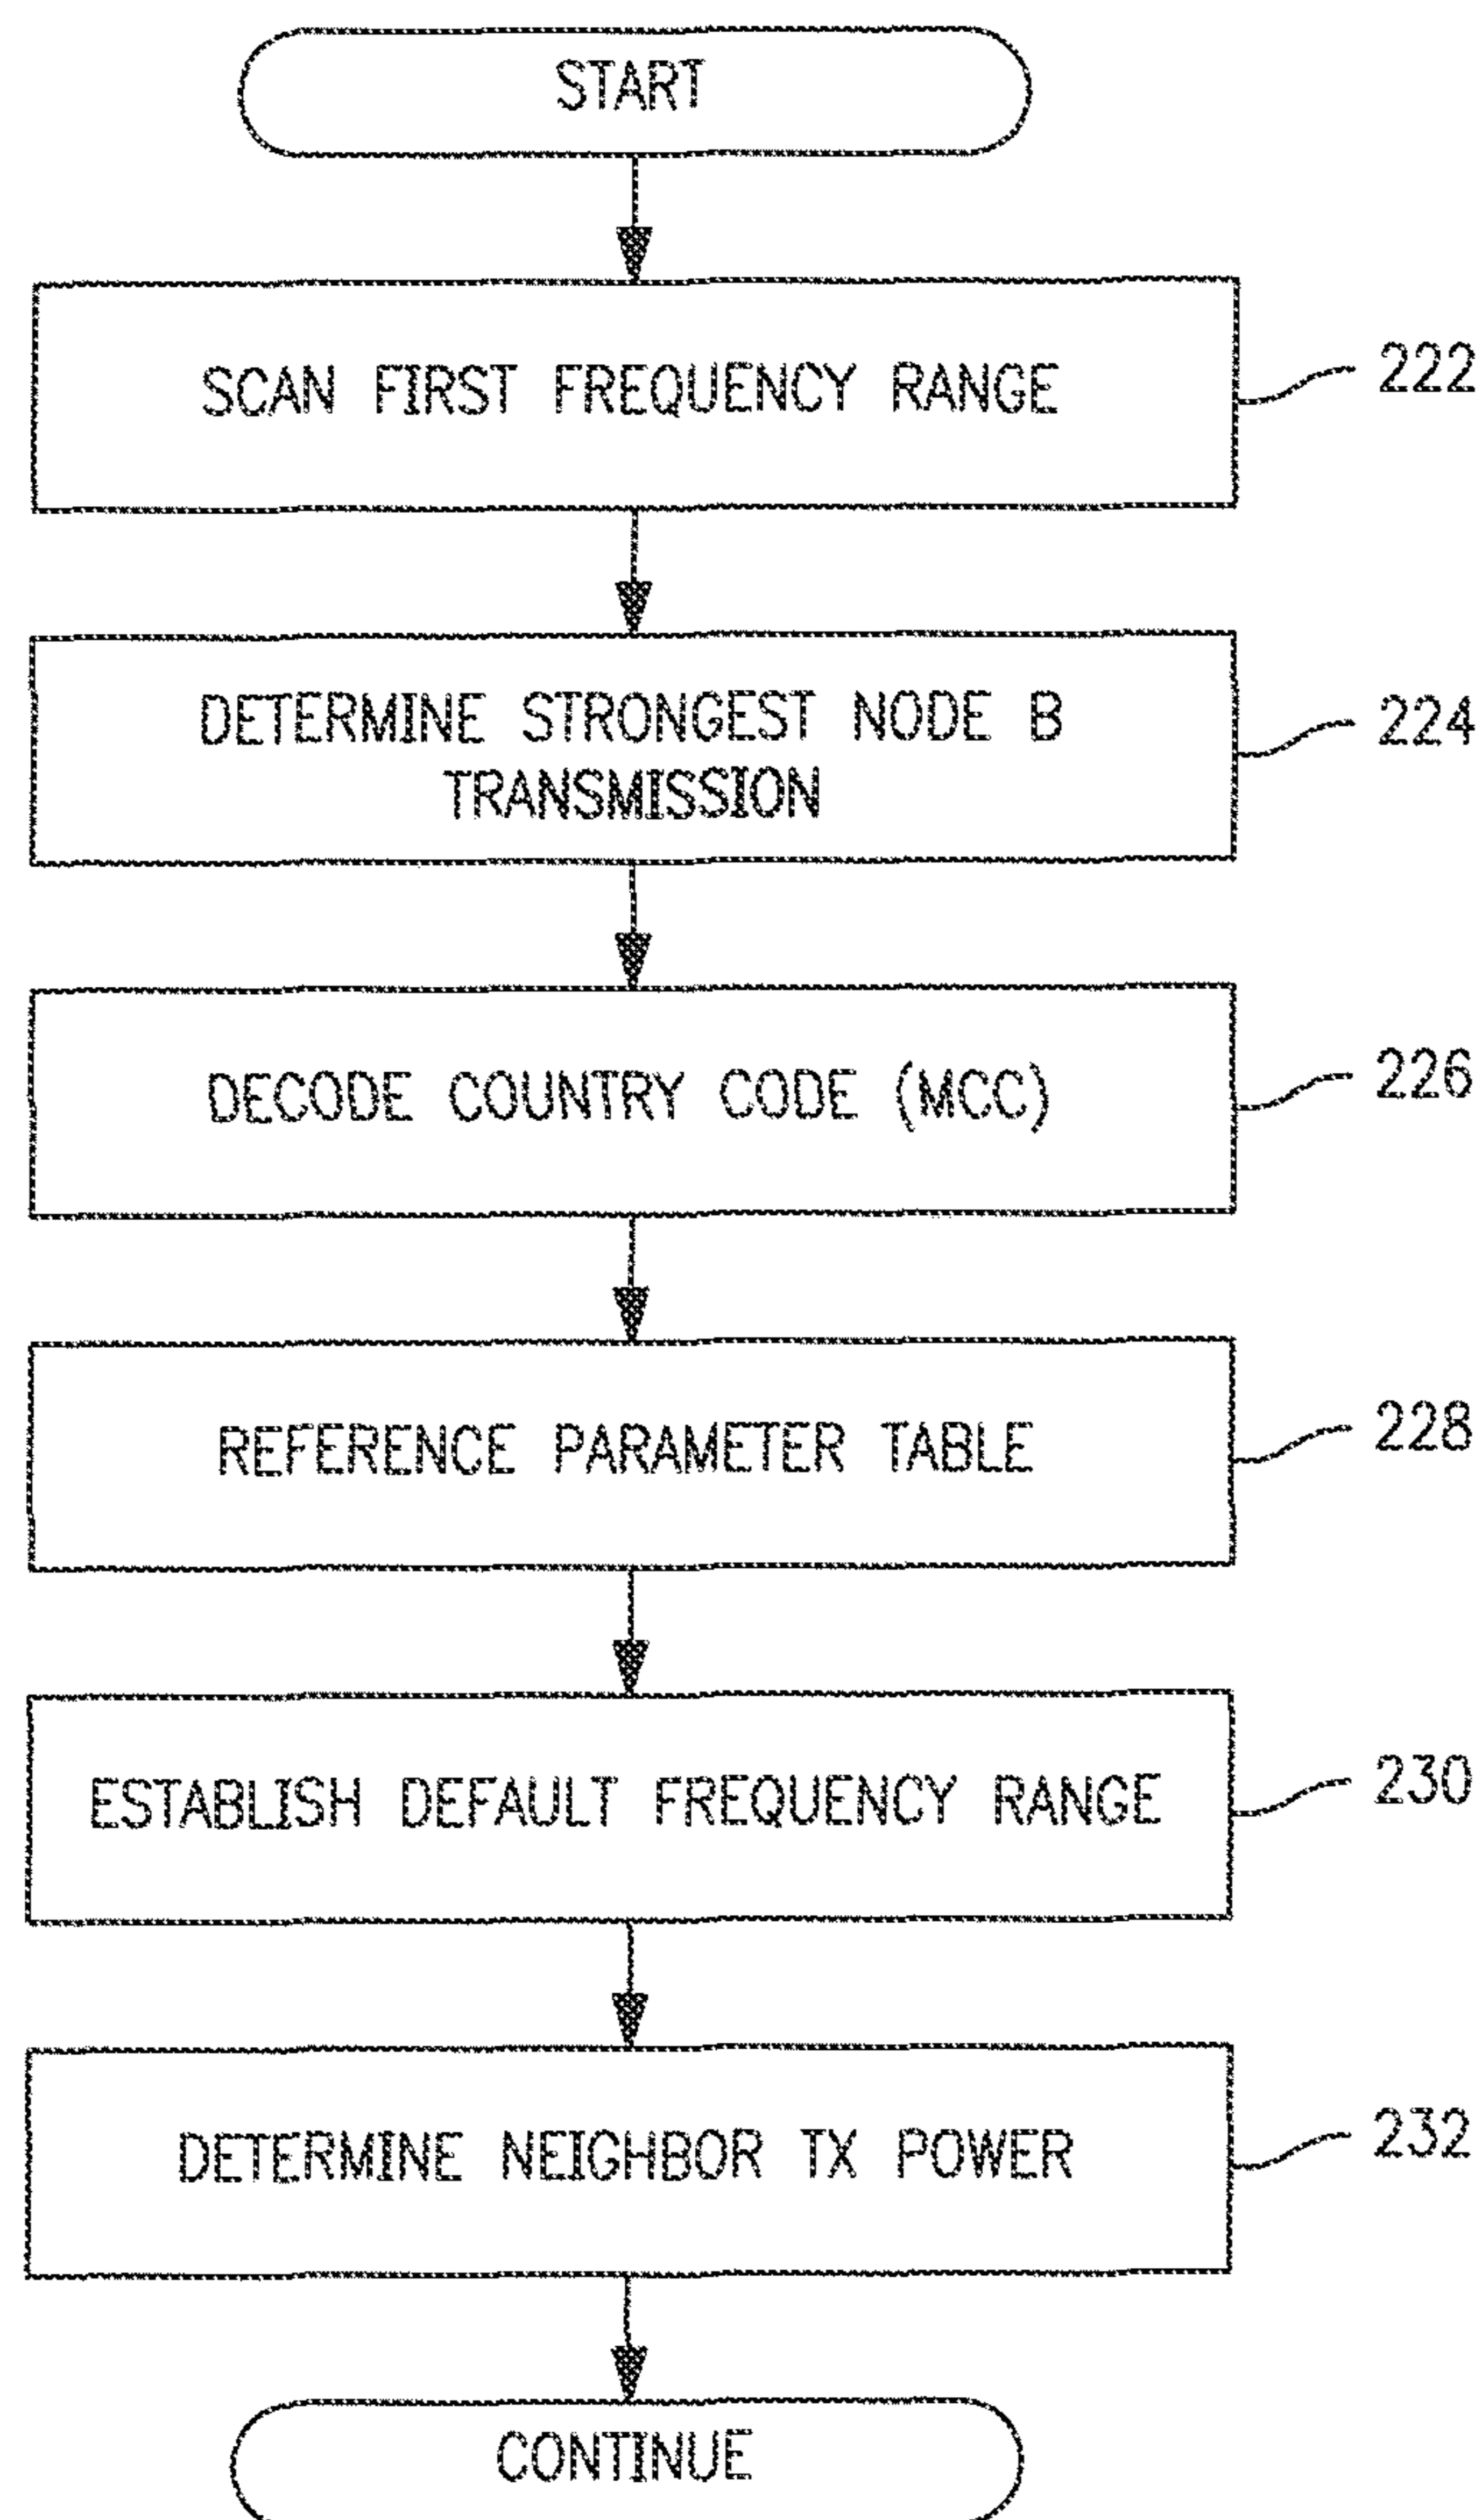 START
SCAN FIRST FREQUENCY RANGE
222
DETERMINE STRONGEST NODE B
TRANSMISSION
224
DECODE COUNTRY CODE (MCC)
226
REFERENCE PARAMETER TABLE
228
ESTABLISH DEFAULT FREQUENCY RANGE
230
DETERMINE NEIGHBOR TX POWER
232
CONTINUE